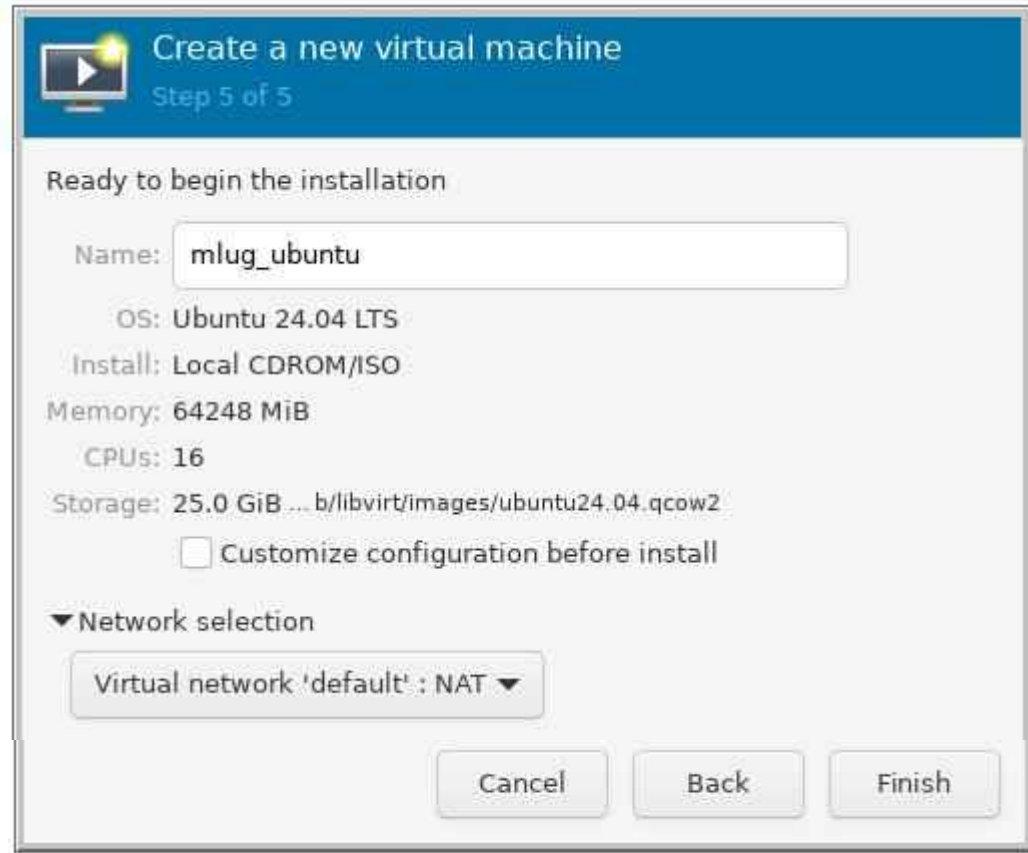 Create a new virtual machine
Step 5 of 5
Ready to begin the installation
Name: mlug_ubuntu
OS: Ubuntu 24.04 LTS
Install: Local CDROM/ISO
Memory: 64248 MiB
CPUs: 16
Storage: 25.0 GiB ... b/libvirt/images/ubuntu24.04.qcow2
Customize configuration before install
Network selection
Virtual network 'default' : NAT
Cancel Back Finish